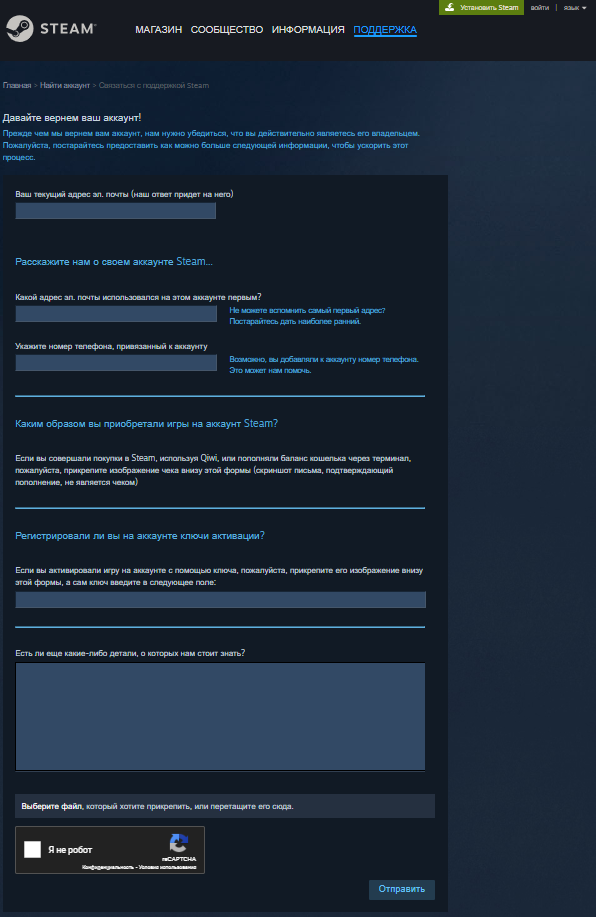 Установить Steam | войти | язык
STEAM®
МАГАЗИН СООБЩЕСТВО ИНФОРМАЦИЯ ПОДДЕРЖКА
Главная > Найти аккаунт > Связаться с поддержкой Steam
Давайте вернем ваш аккаунт!
Прежде чем мы вернем вам аккаунт, нам нужно убедиться, что вы действительно являетесь его владельцем.
Пожалуйста, постарайтесь предоставить как можно больше следующей информации, чтобы ускорить этот
процесс.
Ваш текущий адрес эл. почты (наш ответ придет на него)
Расскажите нам о своем аккаунте Steam...
Какой адрес эл. почты использовался на этом аккаунте первым?
Не можете вспомнить самый первый адрес?
Постарайтесь дать наиболее ранний.
Укажите номер телефона, привязанный к аккаунту
Возможно, вы добавляли к аккаунту номер телефона.
Это может нам помочь.
Каким образом вы приобретали игры на аккаунт Steam?
Если вы совершали покупки в Steam, используя Qiwi, или пополняли баланс кошелька через терминал,
пожалуйста, прикрепите изображение чека внизу этой формы (скриншот письма, подтверждающий
пополнение, не является чеком)
Регистрировали ли вы на аккаунте ключи активации?
Если вы активировали игру на аккаунте с помощью ключа, пожалуйста, прикрепите его изображение внизу
этой формы, а сам ключ введите в следующее поле:
Есть ли еще какие-либо детали, о которых нам стоит знать?
Выберите файл, который хотите прикрепить, или перетащите его сюда.
Я не робот
reCAPTCHA
Конфиденциальность - Условия использования
Отправить